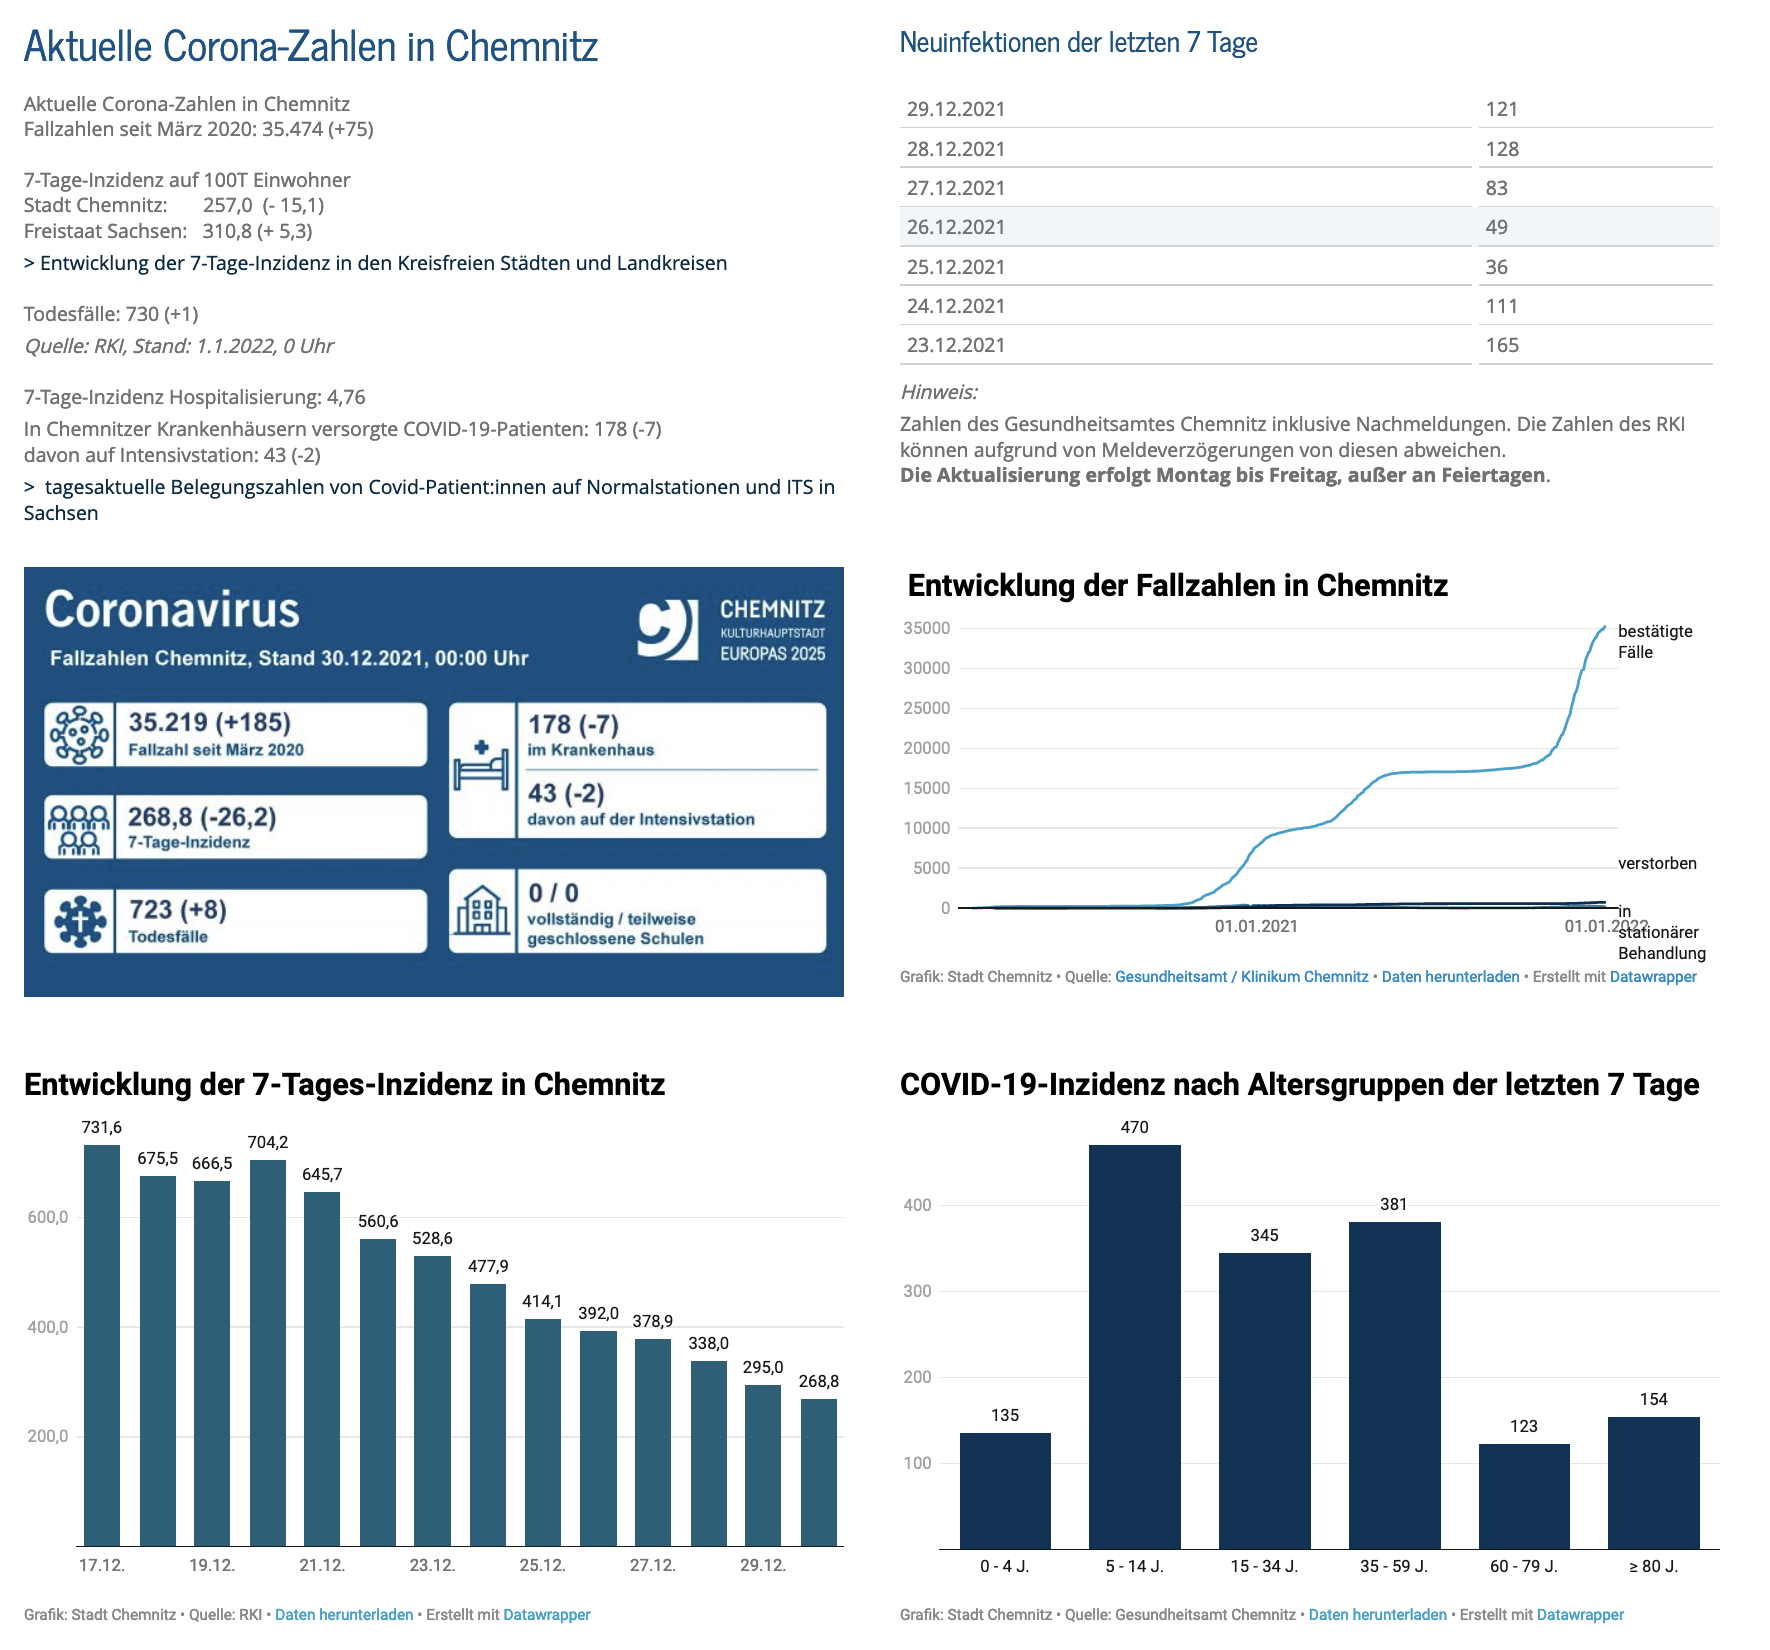 Aktuelle Corona-Zahlen in Chemnitz
Aktuelle Corona-Zahlen in Chemnitz
Fallzahlen seit März 2020: 35.474 (+75)
7-Tage-Inzidenz auf 100T Einwohner
Stadt Chemnitz: 257,0 (- 15,1)
Freistaat Sachsen: 310,8 (+ 5,3)
> Entwicklung der 7-Tage-Inzidenz in den Kreisfreien Städten und Landkreisen
Todesfälle: 730 (+1)
Quelle: RKI, Stand: 1.1.2022, 0 Uhr
7-Tage-Inzidenz Hospitalisierung: 4,76
In Chemnitzer Krankenhäusern versorgte COVID-19-Patienten: 178 (-7)
davon auf Intensivstation: 43 (-2)
> tagesaktuelle Belegungszahlen von Covid-Patient:innen auf Normalstationen und ITS in
Sachsen
Neuinfektionen der letzten 7 Tage
29.12.2021 121
28.12.2021 128
27.12.2021 83
26.12.2021 49
25.12.2021 36
24.12.2021 111
23.12.2021 165
Hinweis:
Zahlen des Gesundheitsamtes Chemnitz inklusive Nachmeldungen. Die Zahlen des RKI
können aufgrund von Meldeverzögerungen von diesen abweichen.
Die Aktualisierung erfolgt Montag bis Freitag, außer an Feiertagen.
Coronavirus
Fallzahlen Chemnitz, Stand 30.12.2021, 00:00 Uhr
CHEMNITZ
KULTURHAUPTSTADT
EUROPAS 2025
35.219 (+185)
Fallzahl seit März 2020
268,8 (-26,2)
7-Tage-Inzidenz
723 (+8)
Todesfälle
178 (-7)
im Krankenhaus
43 (-2)
davon auf der Intensivstation
0 / 0
vollständig / teilweise
geschlossene Schulen
Entwicklung der Fallzahlen in Chemnitz
35000
30000
25000
20000
15000
10000
5000
0
bestätigte
Fälle
verstorben
in
stationärer
Behandlung
01.01.2021 01.01.2022
Grafik: Stadt Chemnitz • Quelle: Gesundheitsamt / Klinikum Chemnitz • Daten herunterladen • Erstellt mit Datawrapper
Entwicklung der 7-Tages-Inzidenz in Chemnitz
600,0
400,0
200,0
731,6
675,5
666,5
704,2
645,7
560,6
528,6
477,9
414,1
392,0
378,9
338,0
295,0
268,8
17.12. 19.12. 21.12. 23.12. 25.12. 27.12. 29.12.
Grafik: Stadt Chemnitz • Quelle: RKI • Daten herunterladen • Erstellt mit Datawrapper
COVID-19-Inzidenz nach Altersgruppen der letzten 7 Tage
400
300
200
100
135
470
345
381
123
154
0 - 4 J. 5 - 14 J. 15 - 34 J. 35 - 59 J. 60 - 79 J. ≥ 80 J.
Grafik: Stadt Chemnitz • Quelle: Gesundheitsamt Chemnitz • Daten herunterladen • Erstellt mit Datawrapper